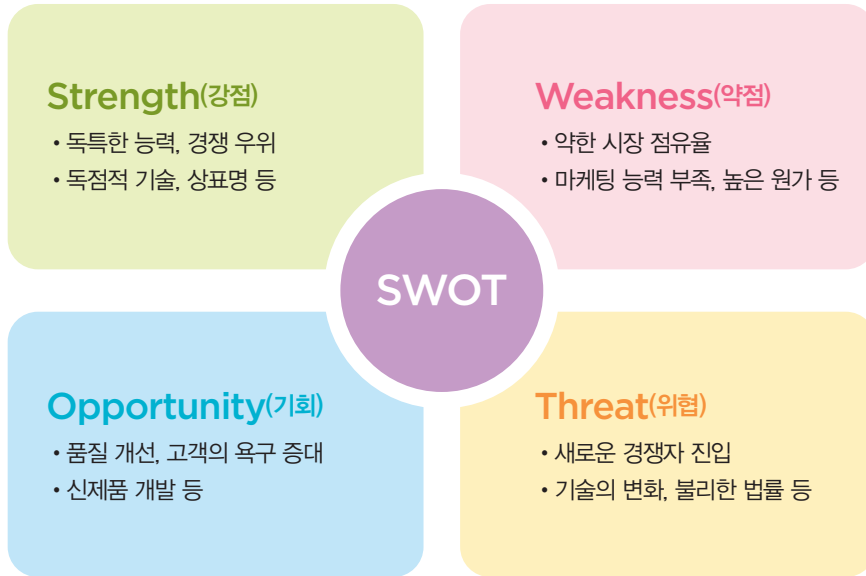 Strength(강점)
• 독특한 능력, 경쟁 우위
• 독점적 기술, 상표명 등
Weakness(약점)
• 약한 시장 점유율
• 마케팅 능력 부족, 높은 원가 등
SWOT
Opportunity(기회)
• 품질 개선, 고객의 욕구 증대
• 신제품 개발 등
Threat(위협)
• 새로운 경쟁자 진입
• 기술의 변화, 불리한 법률 등